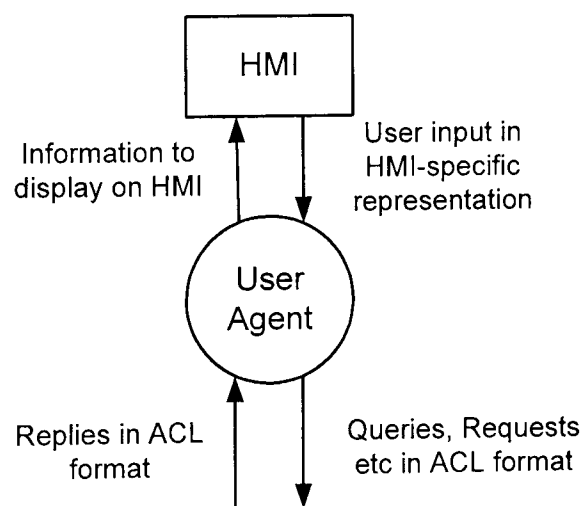 HMI
Information to
display on HMI
User input in
HMI-specific
representation
User
Agent
Replies in ACL
format
Queries, Requests
etc in ACL format